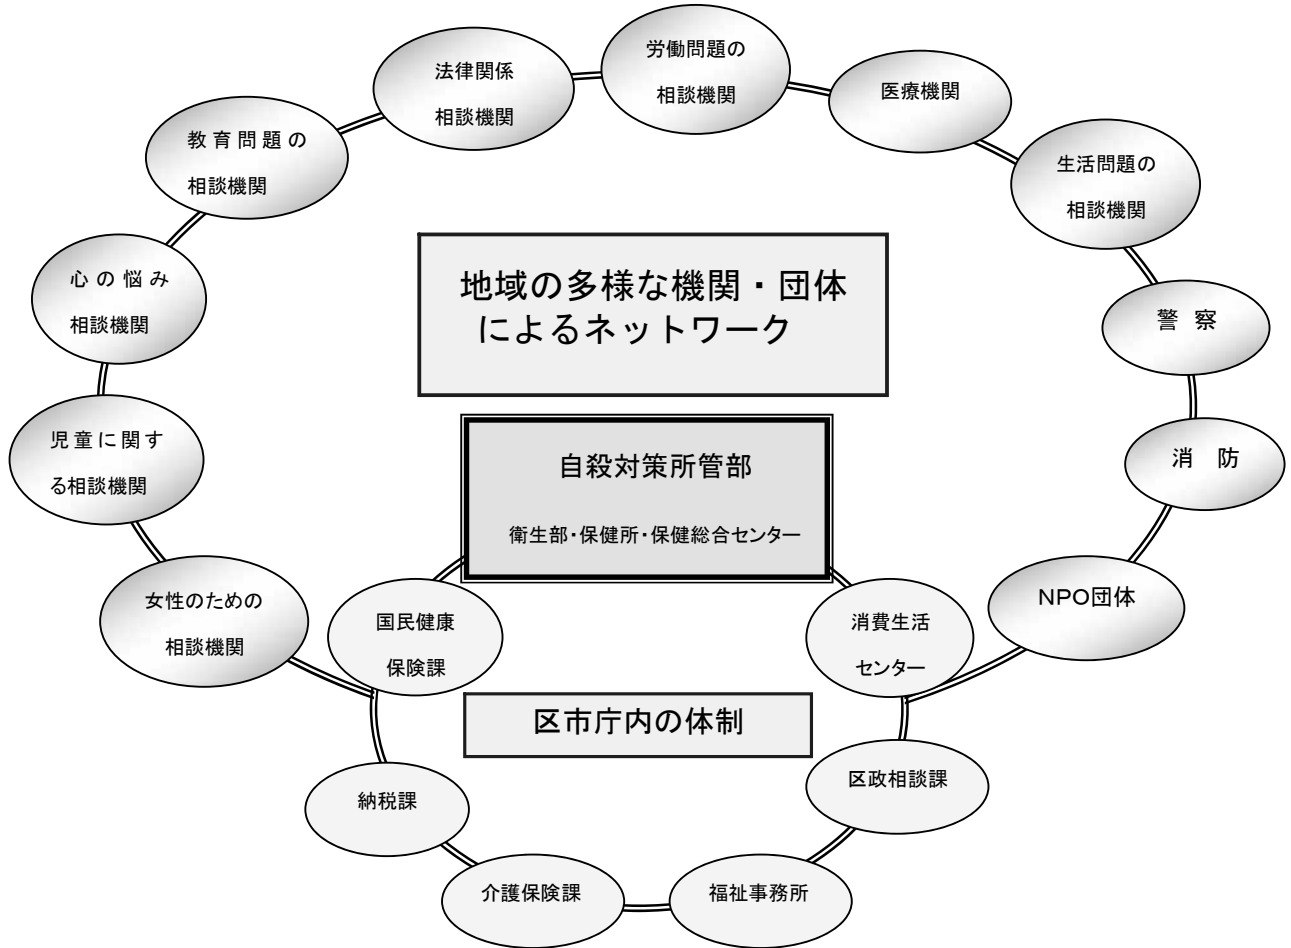 労働問題の
相談機関
法律関係
相談機関
医療機関
教育問題の
相談機関
生活問題の
相談機関
心の悩み
相談機関
地域の多様な機関・団体
によるネットワーク
警 察
児童に関す
る相談機関
消 防
自殺対策所管部
衛生部・保健所・保健総合センター
女性のための
相談機関
国民健康
保険課
消費生活
センター
NPO団体
区市庁内の体制
納税課
区政相談課
介護保険課
福祉事務所